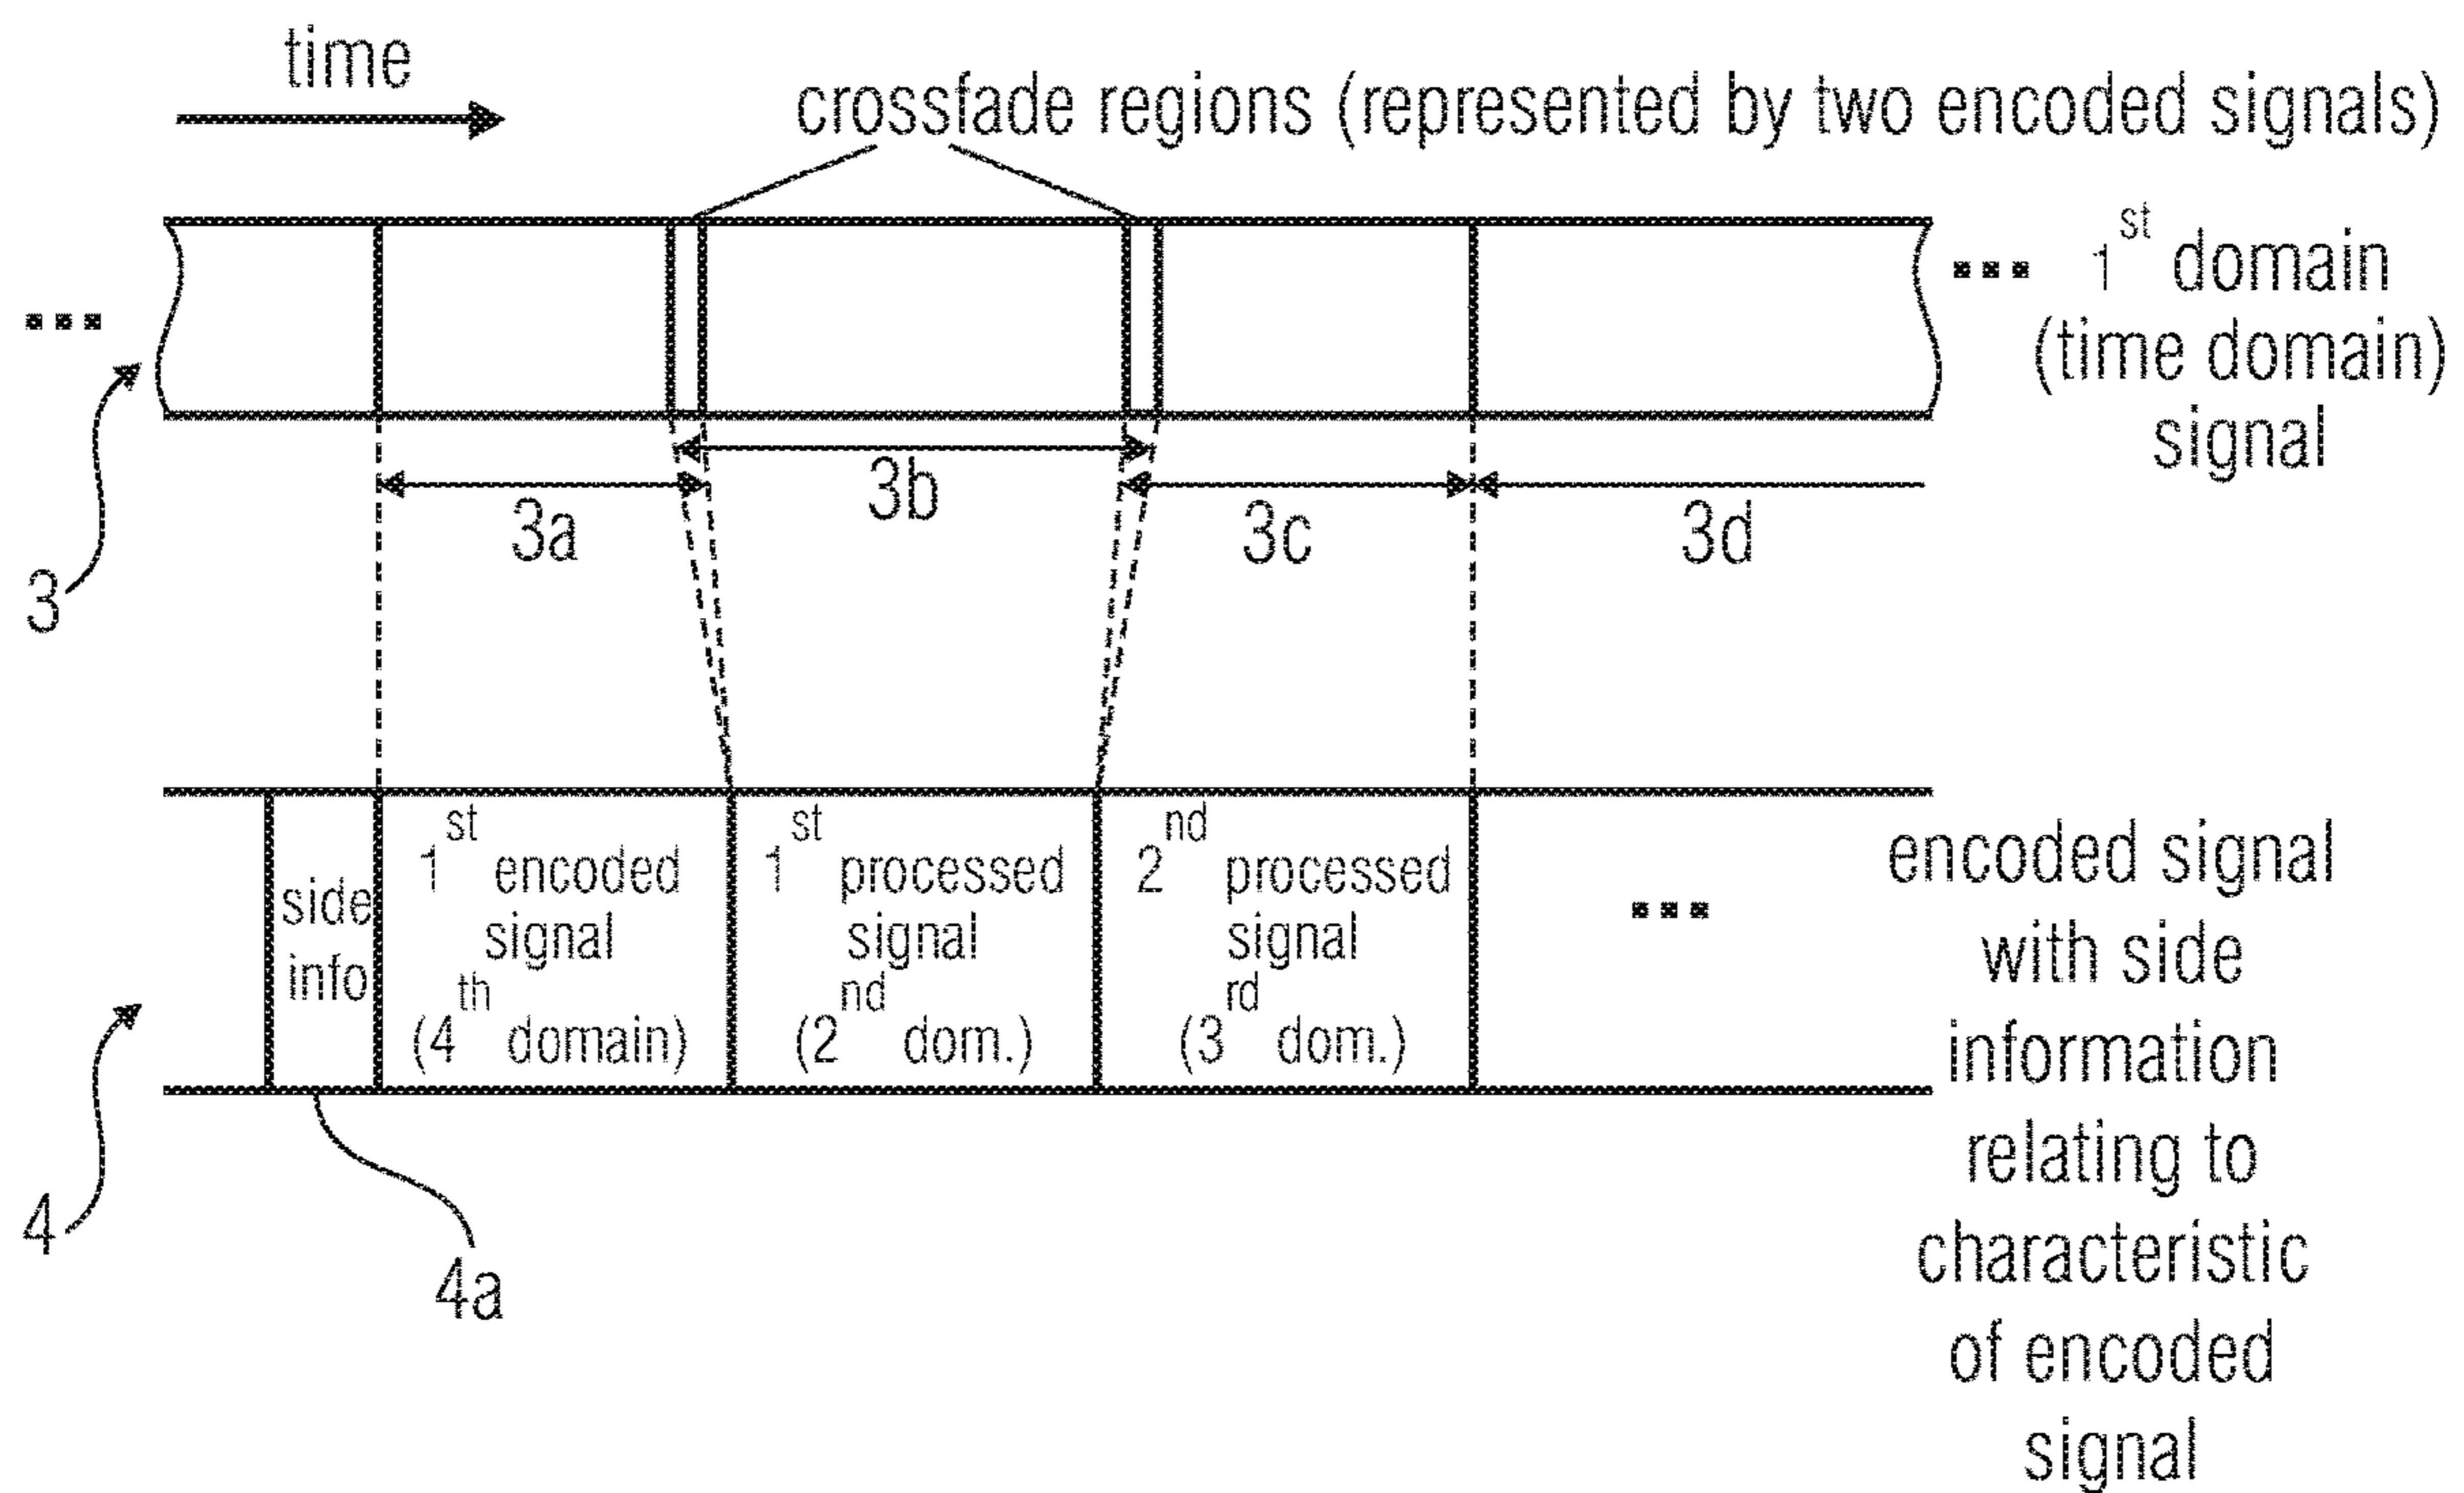 time
crossfade regions (represented by two encoded signals)
... ... 1st domain
(time domain)
signal
3b
3a 3c 3d
3
1st encoded
signal
(4th domain)
1st processed
signal
(2nd dom.)
2nd processed
signal
(3rd dom.)
side
info
...
encoded signal
with side
information
relating to
characteristic
of encoded
signal
4
4a